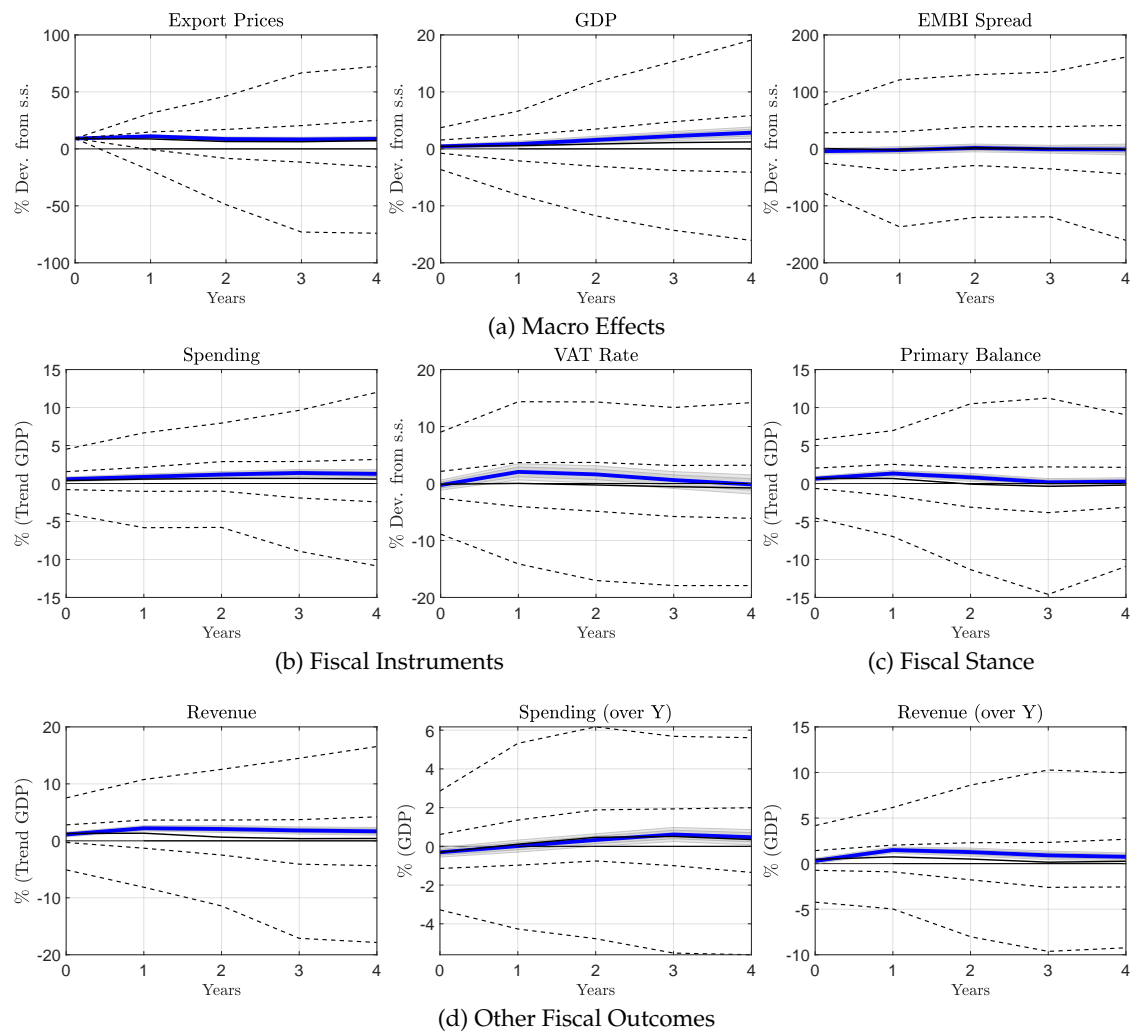 Export Prices GDP EMBI Spread
% Dev. from s.s.
100
50
0
-50
-100
0 1 2 3 4
Years
% Dev. from s.s.
20
10
0
-10
-20
0 1 2 3 4
Years
% Dev. from s.s.
200
100
0
-100
-200
0 1 2 3 4
Years
(a) Macro Effects
Spending VAT Rate Primary Balance
% (Trend GDP)
15
10
5
0
-5
-10
-15
0 1 2 3 4
Years
% Dev. from s.s.
20
10
0
-10
-20
0 1 2 3 4
Years
% (Trend GDP)
15
10
5
0
-5
-10
-15
0 1 2 3 4
Years
(b) Fiscal Instruments (c) Fiscal Stance
Revenue Spending (over Y) Revenue (over Y)
% (Trend GDP)
20
10
0
-10
-20
0 1 2 3 4
Years
% (GDP)
6
4
2
0
-2
-4
0 1 2 3 4
Years
% (GDP)
15
10
5
0
-5
-10
0 1 2 3 4
Years
(d) Other Fiscal Outcomes